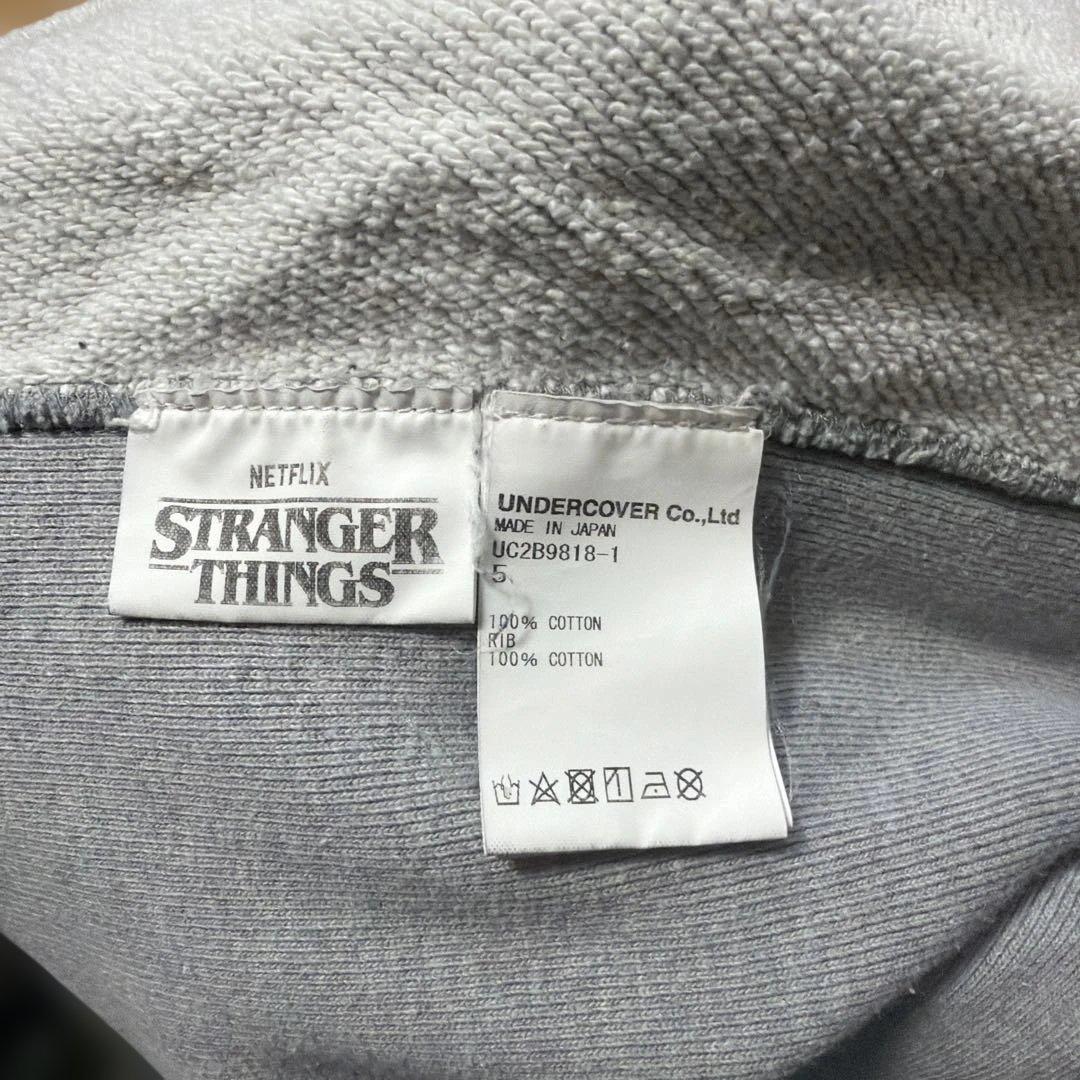 NETFLIX
STRANGER
THINGS
UNDERCOVER Co.,Ltd
MADE IN JAPAN
UC2B9818-1
5
100% COTTON
RIB
100% COTTON